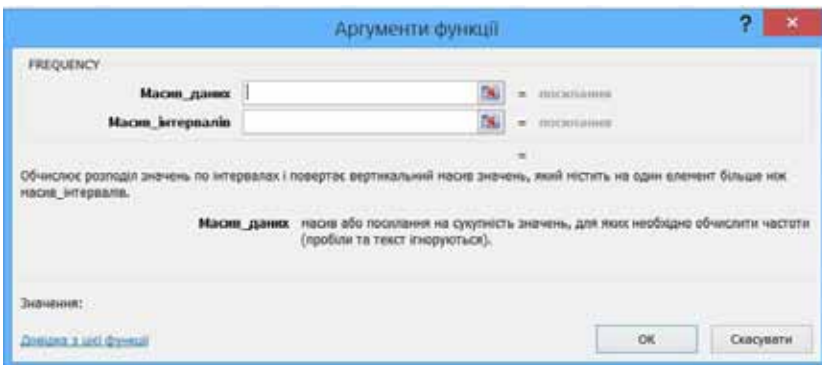 Аргументи функції
?
FREQUENCY
Масив_даних = посилання
Масив_інтервалів = посилання
=
Обчислює розподіл значень по інтервалах і повертає вертикальний масив значень, який містить на один елемент більше ніж
масив_інтервалів.
Масив_даних масив або посилання на сукупність значень, для яких необхідно обчислити частоти
(пробіли та текст ігноруються).
Значення:
Довідка з цієї функції
ОК
Скасувати